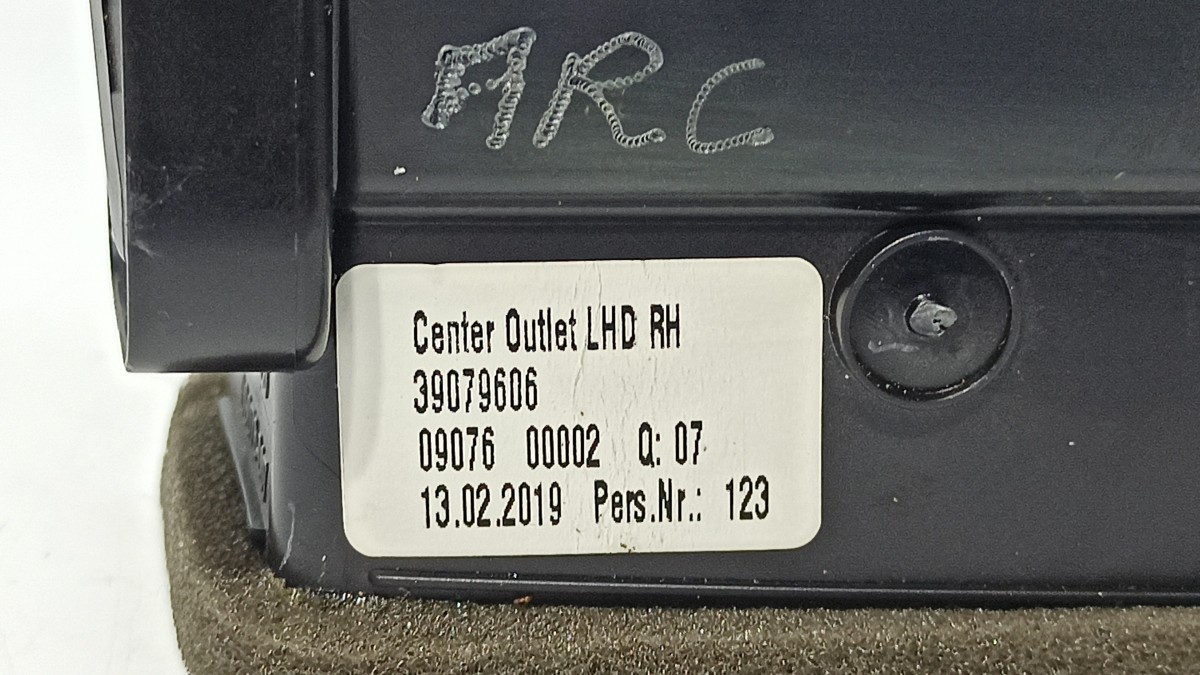 ARC
Center Outlet LHD RH
39079606
09076 00002 Q: 07
13.02.2019 Pers.Nr.: 123